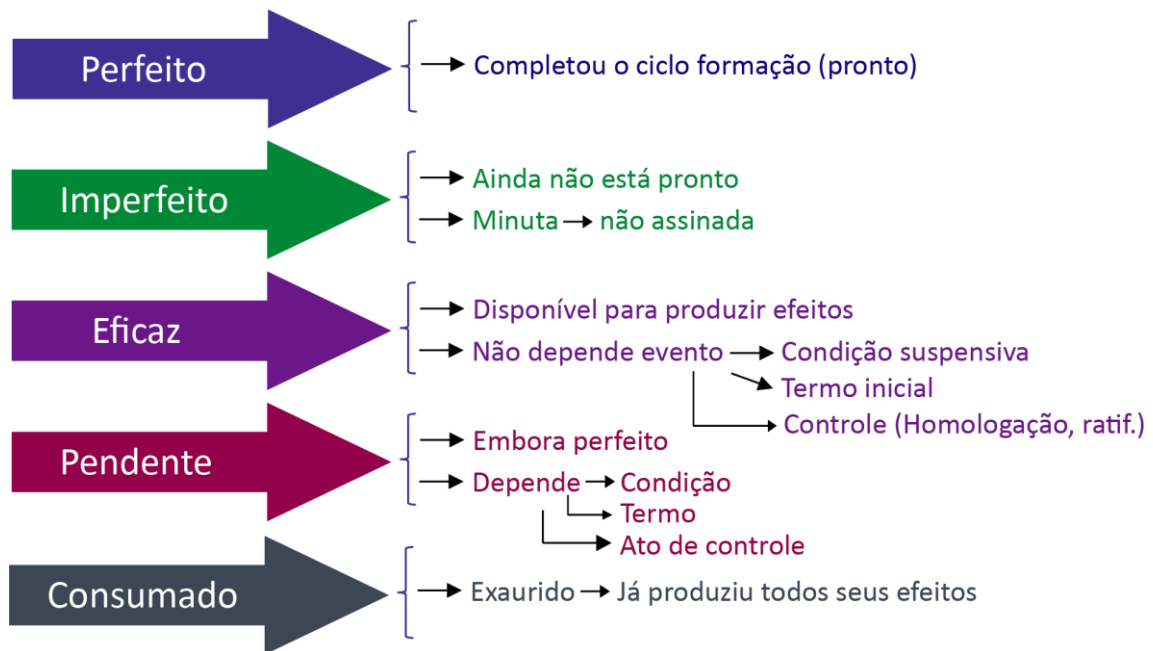 Perfeito
Completou o ciclo formação (pronto)
Imperfeito
Ainda não está pronto
Minuta não assinada
Eficaz
Disponível para produzir efeitos
Não depende evento Condição suspensiva
Termo inicial
Controle (Homologação, ratif.)
Pendente
Embora perfeito
Depende Condição
Termo
Ato de controle
Consumado
Exaurido Já produziu todos seus efeitos